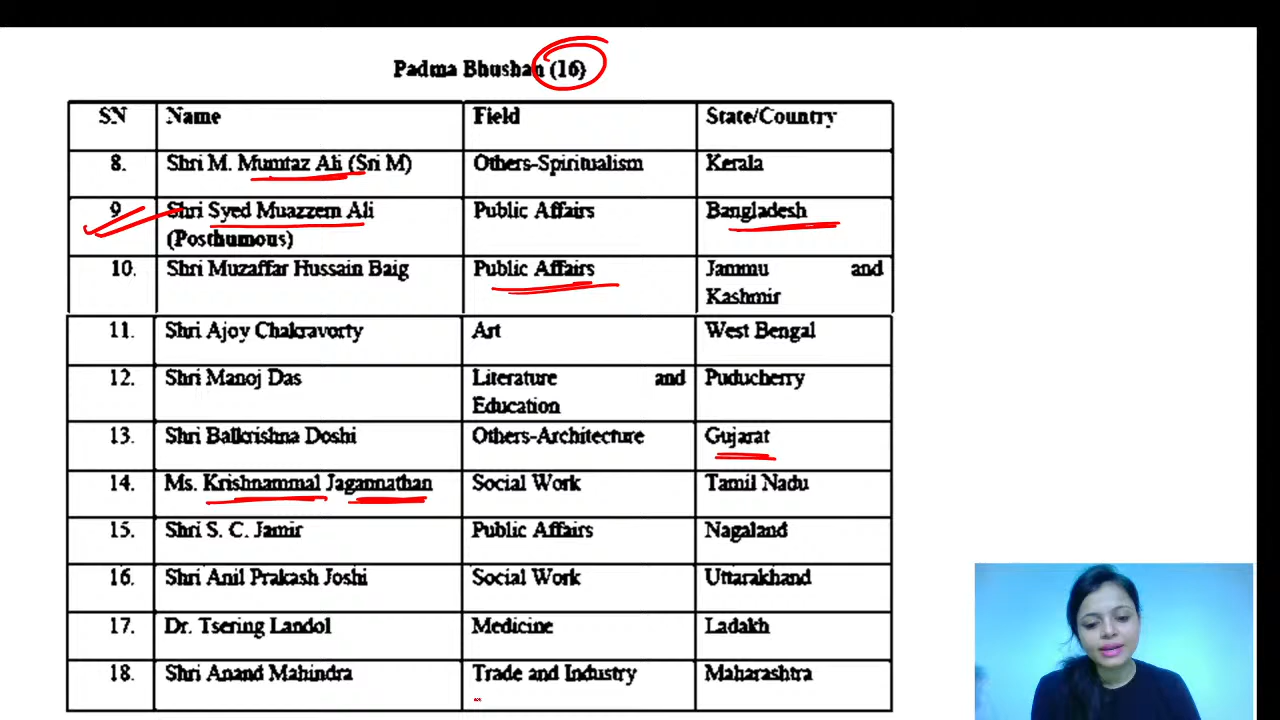 Padma Bhushan (16)
SN Name Field State/Country
8. Shri M. Mumtaz Ali (Sri M) Others-Spiritualism Kerala
9 Shri Syed Muazzem Ali Public Affairs Bangladesh
(Posthumous)
10. Shri Muzaffar Hussain Baig Public Affairs Jammu and
Kashmir
11. Shri Ajoy Chakravorty Art West Bengal
12. Shri Manoj Das Literature and Puducherry
Education
13. Shri Balkrishna Doshi Others-Architecture Gujarat
14. Ms. Krishnammal Jagannathan Social Work Tamil Nadu
15. Shri S. C. Jamir Public Affairs Nagaland
16. Shri Anil Prakash Joshi Social Work Uttarakhand
17. Dr. Tsering Landol Medicine Ladakh
18. Shri Anand Mahindra Trade and Industry Maharashtra